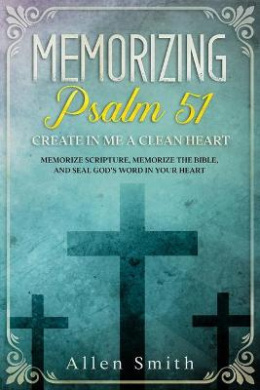 MEMORIZING
Psalm 51
CREATE IN ME A CLEAN HEART
MEMORIZE SCRIPTURE, MEMORIZE THE BIBLE,
AND SEAL GOD'S WORD IN YOUR HEART
Allen Smith